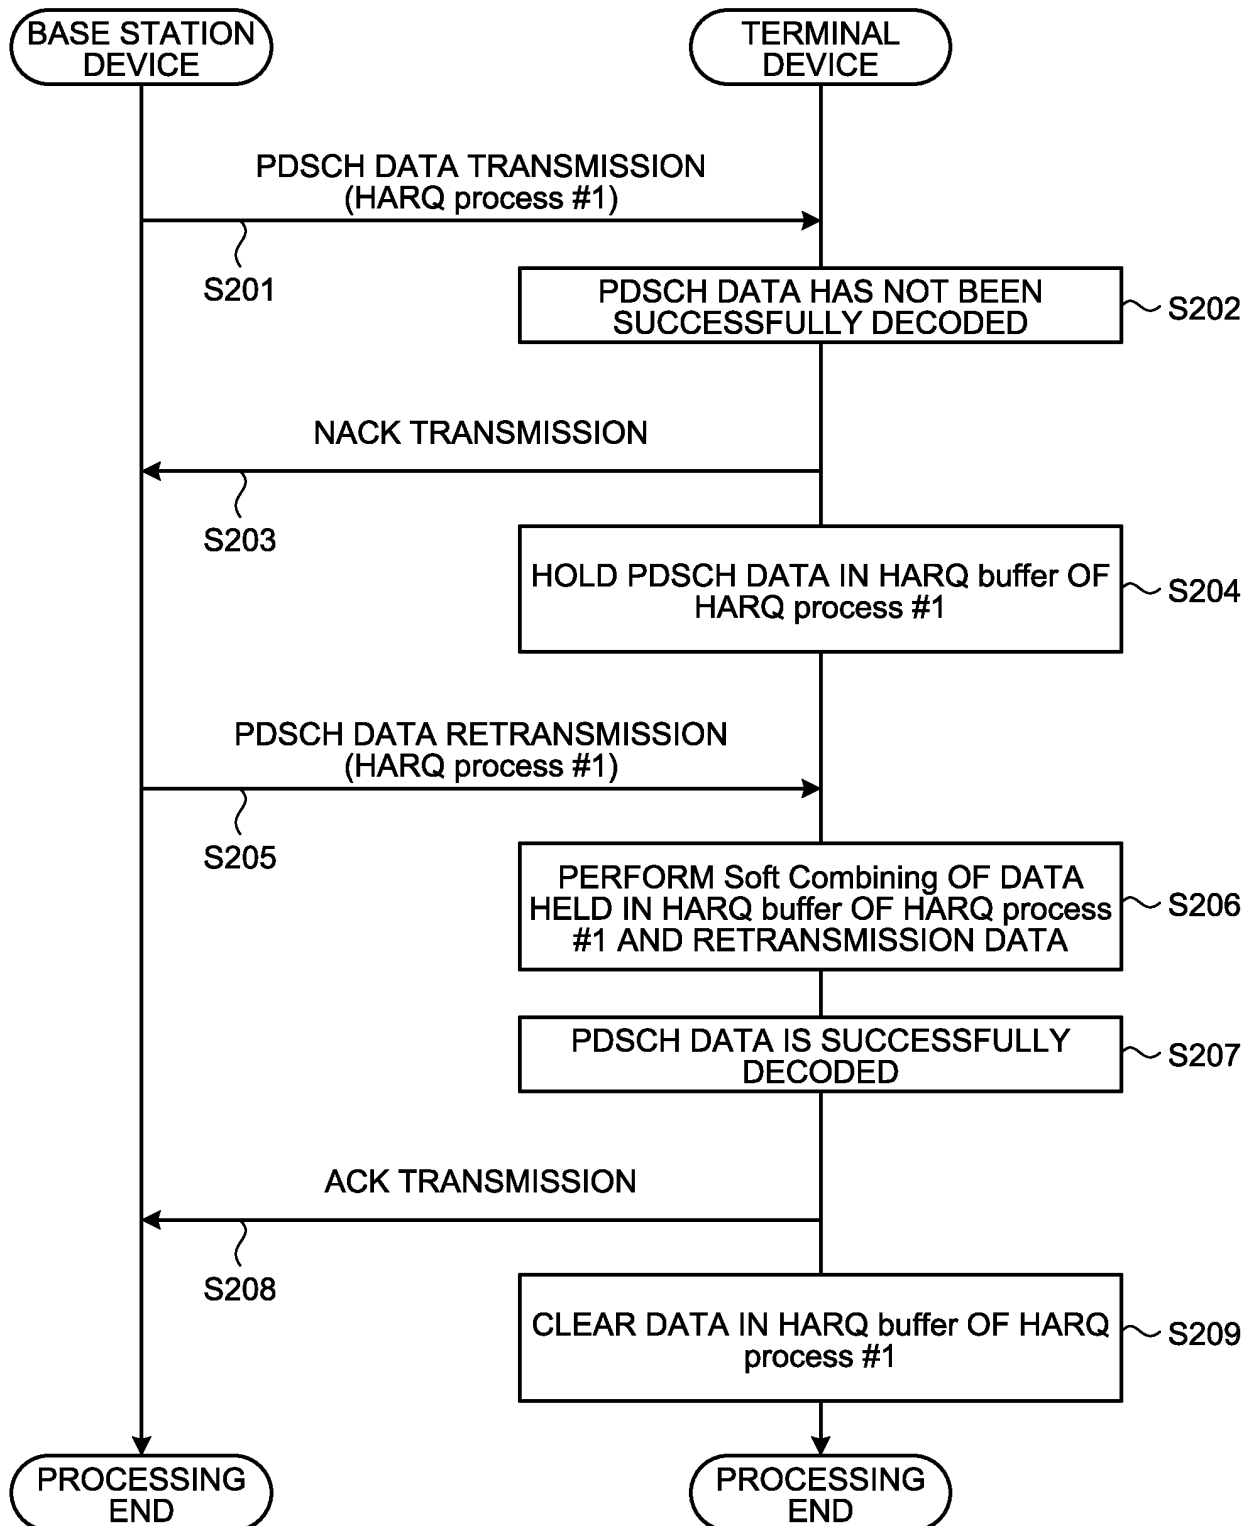 BASE STATION
DEVICE
TERMINAL
DEVICE
PDSCH DATA TRANSMISSION
(HARQ process #1)
S201
PDSCH DATA HAS NOT BEEN
SUCCESSFULLY DECODED
S202
NACK TRANSMISSION
S203
HOLD PDSCH DATA IN HARQ buffer OF
HARQ process #1
S204
PDSCH DATA RETRANSMISSION
(HARQ process #1)
S205
PERFORM Soft Combining OF DATA
HELD IN HARQ buffer OF HARQ process
#1 AND RETRANSMISSION DATA
S206
PDSCH DATA IS SUCCESSFULLY
DECODED
S207
ACK TRANSMISSION
S208
CLEAR DATA IN HARQ buffer OF HARQ
process #1
S209
PROCESSING
END
PROCESSING
END